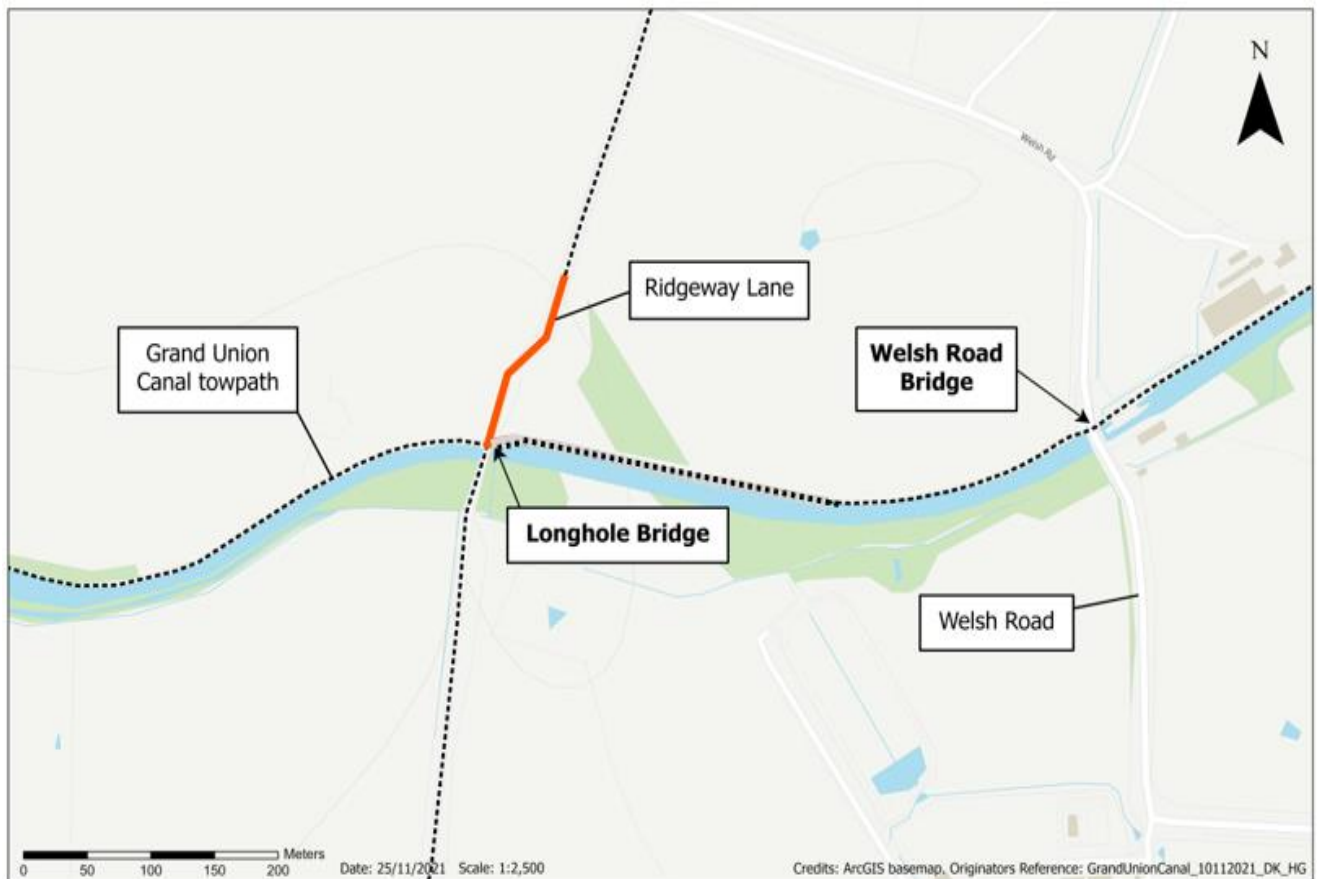 N
Welsh Rd
Ridgeway Lane
Grand Union
Canal towpath
Welsh Road
Bridge
Longhole Bridge
Welsh Road
Meters
0 50 100 150 200
Date: 25/11/2021 Scale: 1:2,500
Credits: ArcGIS basemap, Originators Reference: GrandUnionCanal_10112021_DK_HG